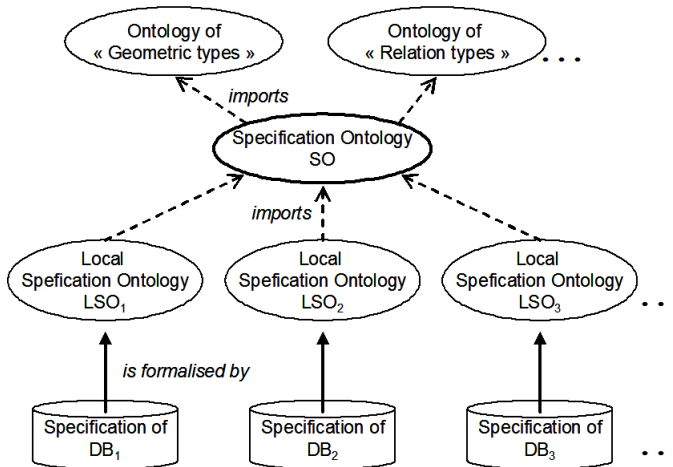 Ontology of
« Geometric types »
Ontology of
« Relation types »
. . .
imports
Specification Ontology
SO
imports
Local
Spefication Ontology
LSO₁
Local
Spefication Ontology
LSO₂
Local
Spefication Ontology
LSO₃
. .
is formalised by
Specification of
DB₁
Specification of
DB₂
Specification of
DB₃
. .